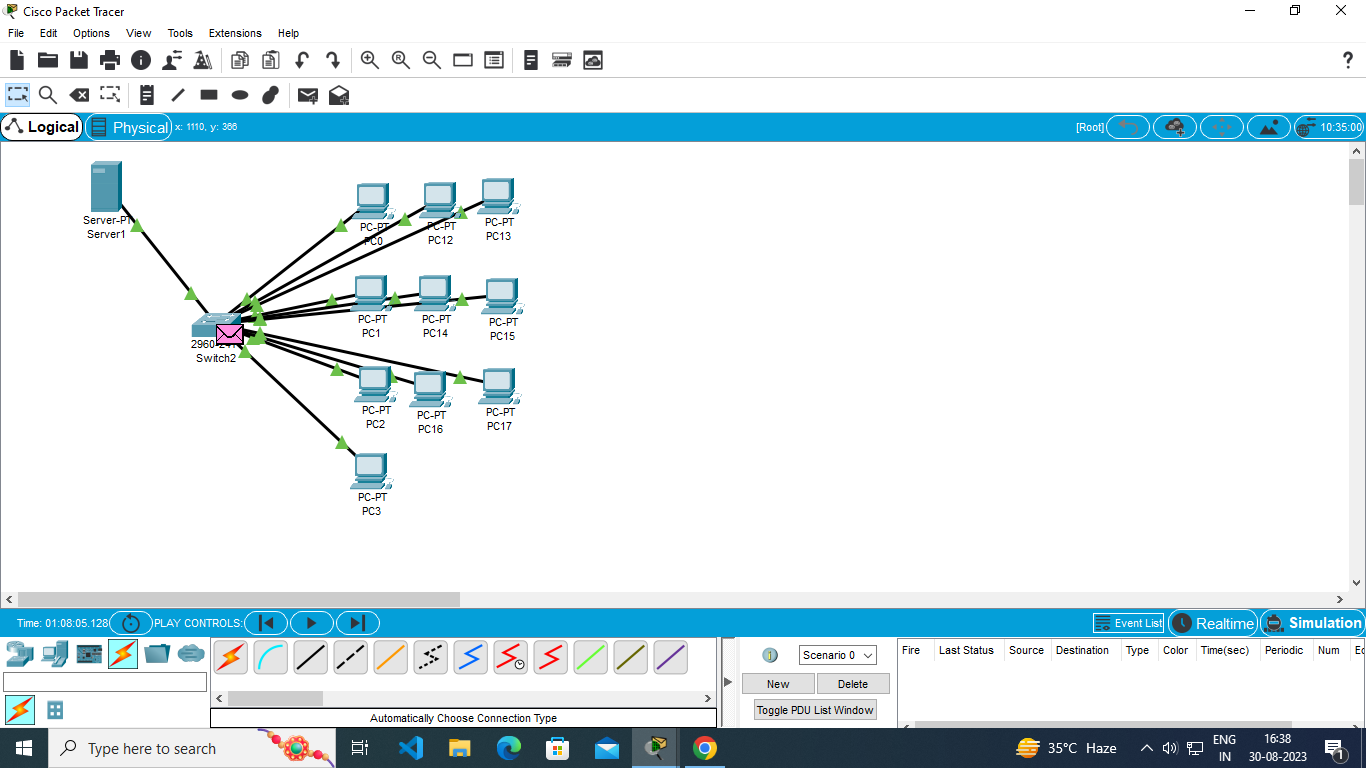 Cisco Packet Tracer
File Edit Options View Tools Extensions Help
?
Logical Physical x: 1110, y: 366 [Root] 10:35:00
Server-PT
Server1
PC-PT
PC0
PC-PT
PC12
PC-PT
PC13
PC-PT
PC1
PC-PT
PC14
PC-PT
PC15
Switch2
PC-PT
PC2
PC-PT
PC16
PC-PT
PC17
PC-PT
PC3
Time: 01:08:05.128 PLAY CONTROLS: Event List Realtime Simulation
Scenario 0
New Delete
Toggle PDU List Window
Fire Last Status Source Destination Type Color Time(sec) Periodic Num
Automatically Choose Connection Type
Type here to search
35°C Haze
ENG
IN
16:38
30-08-2023
1